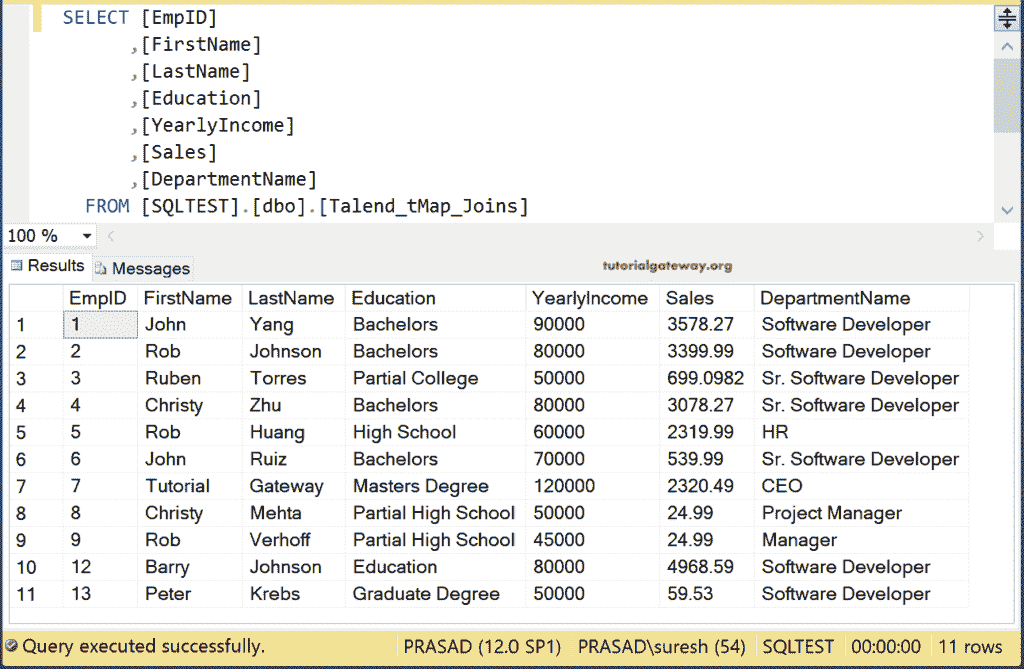 SELECT [EmpID]
,[FirstName]
,[LastName]
,[Education]
,[YearlyIncome]
,[Sales]
,[DepartmentName]
FROM [SQLTEST].[dbo].[Talend_tMap_Joins]
100 %
Results Messages tutorialgateway.org
EmpID FirstName LastName Education YearlyIncome Sales DepartmentName
1 1 John Yang Bachelors 90000 3578.27 Software Developer
2 2 Rob Johnson Bachelors 80000 3399.99 Software Developer
3 3 Ruben Torres Partial College 50000 699.0982 Sr. Software Developer
4 4 Christy Zhu Bachelors 80000 3078.27 Sr. Software Developer
5 5 Rob Huang High School 60000 2319.99 HR
6 6 John Ruiz Bachelors 70000 539.99 Sr. Software Developer
7 7 Tutorial Gateway Masters Degree 120000 2320.49 CEO
8 8 Christy Mehta Partial High School 50000 24.99 Project Manager
9 9 Rob Verhoff Partial High School 45000 24.99 Manager
10 12 Barry Johnson Education 80000 4968.59 Software Developer
11 13 Peter Krebs Graduate Degree 50000 59.53 Software Developer
Query executed successfully. PRASAD (12.0 SP1) PRASAD\suresh (54) SQLTEST 00:00:00 11 rows